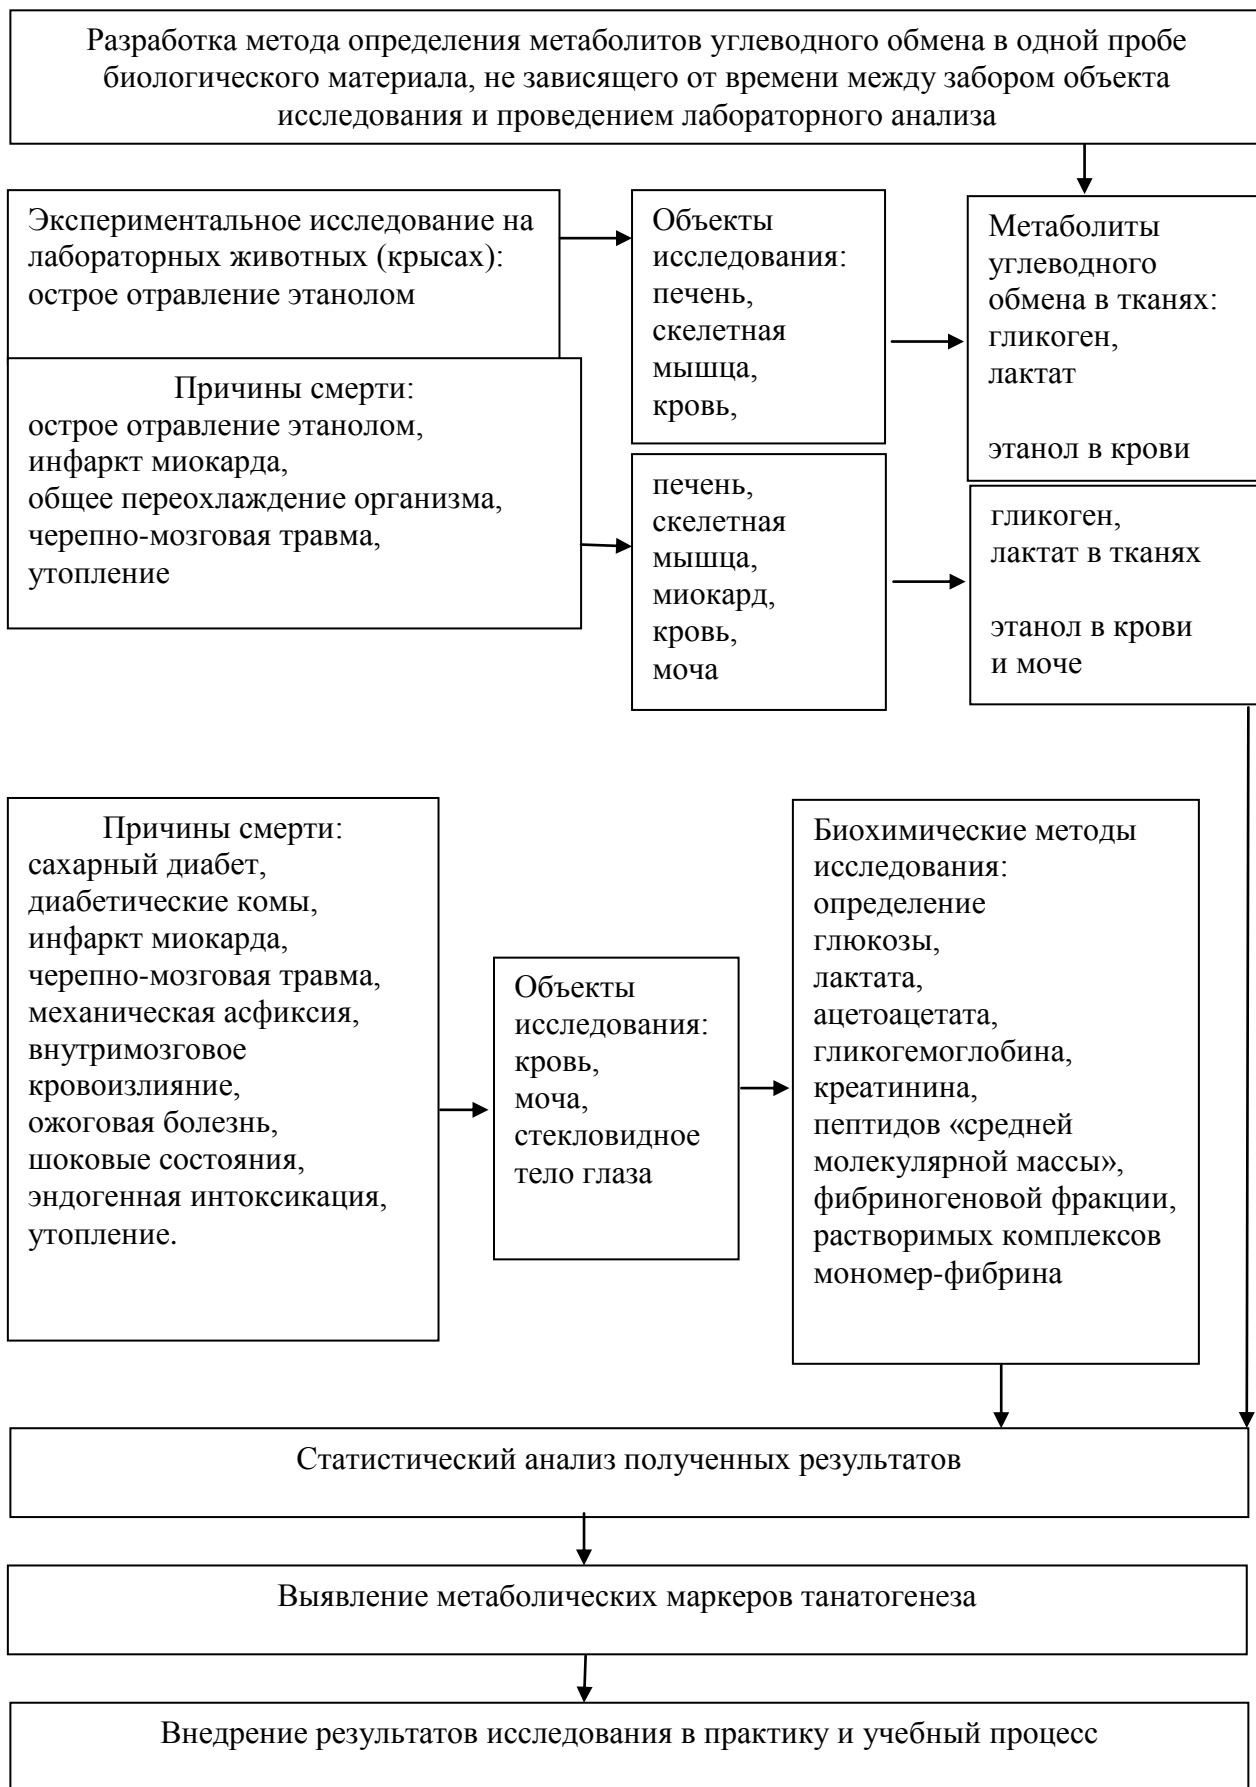 Разработка метода определения метаболитов углеводного обмена в одной пробе
биологического материала, не зависящего от времени между забором объекта
исследования и проведением лабораторного анализа
Экспериментальное исследование на
лабораторных животных (крысах):
острое отравление этанолом
Объекты
исследования:
печень,
скелетная
мышца,
кровь,
Метаболиты
углеводного
обмена в тканях:
гликоген,
лактат
этанол в крови
Причины смерти:
острое отравление этанолом,
инфаркт миокарда,
общее переохлаждение организма,
черепно-мозговая травма,
утопление
печень,
скелетная
мышца,
миокард,
кровь,
моча
гликоген,
лактат в тканях
этанол в крови
и моче
Причины смерти:
сахарный диабет,
диабетические комы,
инфаркт миокарда,
черепно-мозговая травма,
механическая асфиксия,
внутримозговое
кровоизлияние,
ожоговая болезнь,
шоковые состояния,
эндогенная интоксикация,
утопление.
Объекты
исследования:
кровь,
моча,
стекловидное
тело глаза
Биохимические методы
исследования:
определение
глюкозы,
лактата,
ацетоацетата,
гликогемоглобина,
креатинина,
пептидов «средней
молекулярной массы»,
фибриногеновой фракции,
растворимых комплексов
мономер-фибрина
Статистический анализ полученных результатов
Выявление метаболических маркеров танатогенеза
Внедрение результатов исследования в практику и учебный процесс